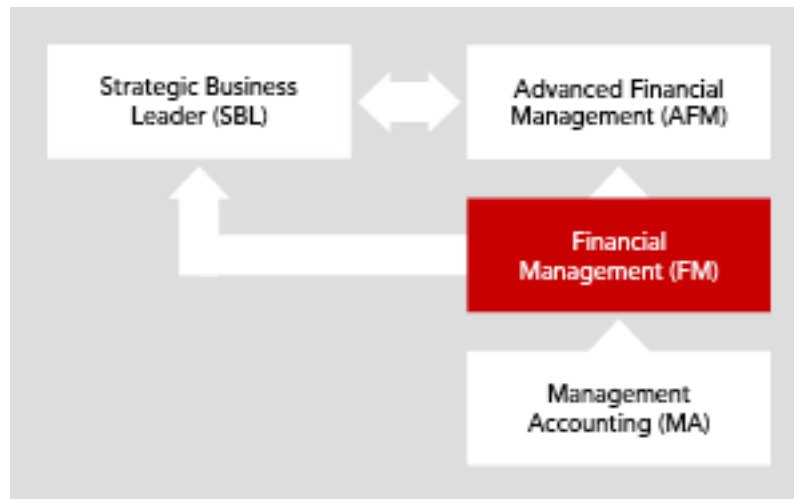 Strategic Business
Leader (SBL)
Advanced Financial
Management (AFM)
Financial
Management (FM)
Management
Accounting (MA)